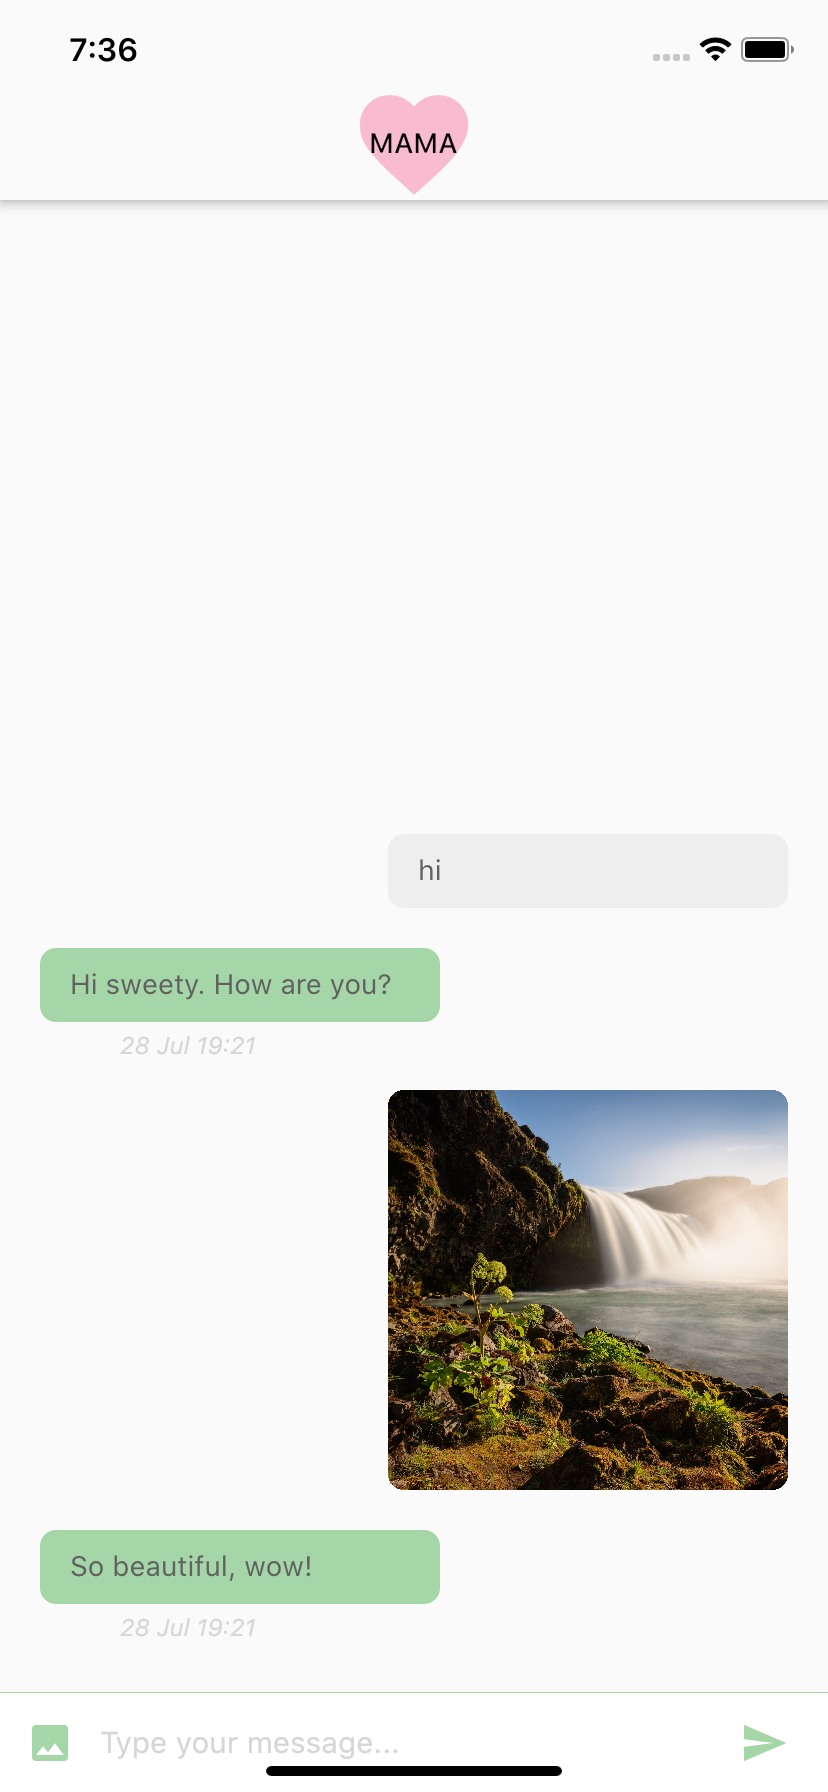 7:36
MAMA
hi
Hi sweety. How are you?
28 Jul 19:21
So beautiful, wow!
28 Jul 19:21
Type your message...